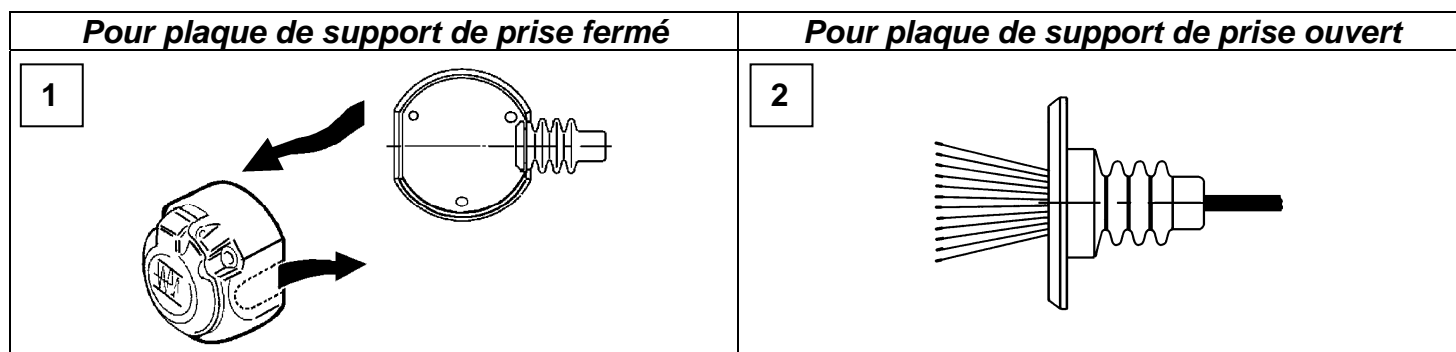 Pour plaque de support de prise fermé
Pour plaque de support de prise ouvert
1
2